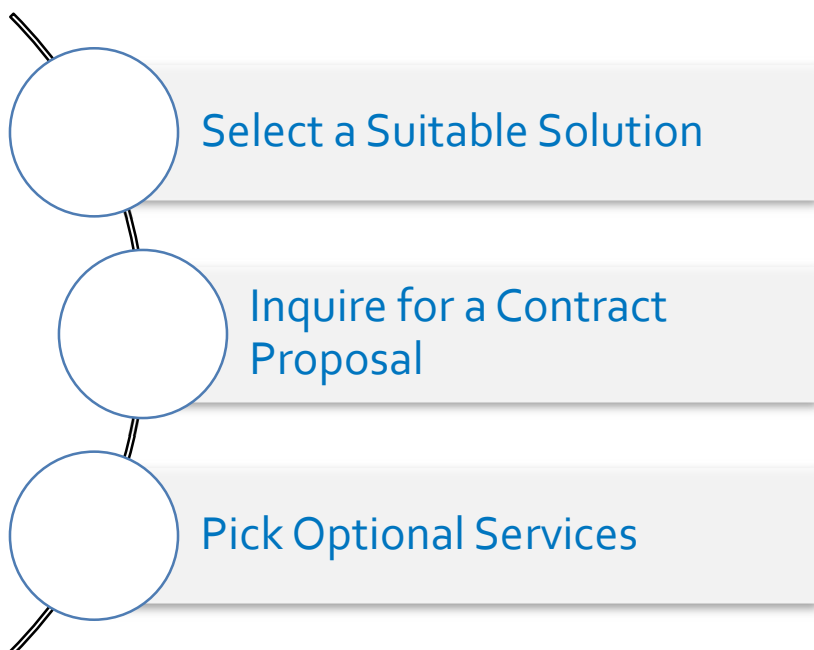 Select a Suitable Solution
Inquire for a Contract
Proposal
Pick Optional Services